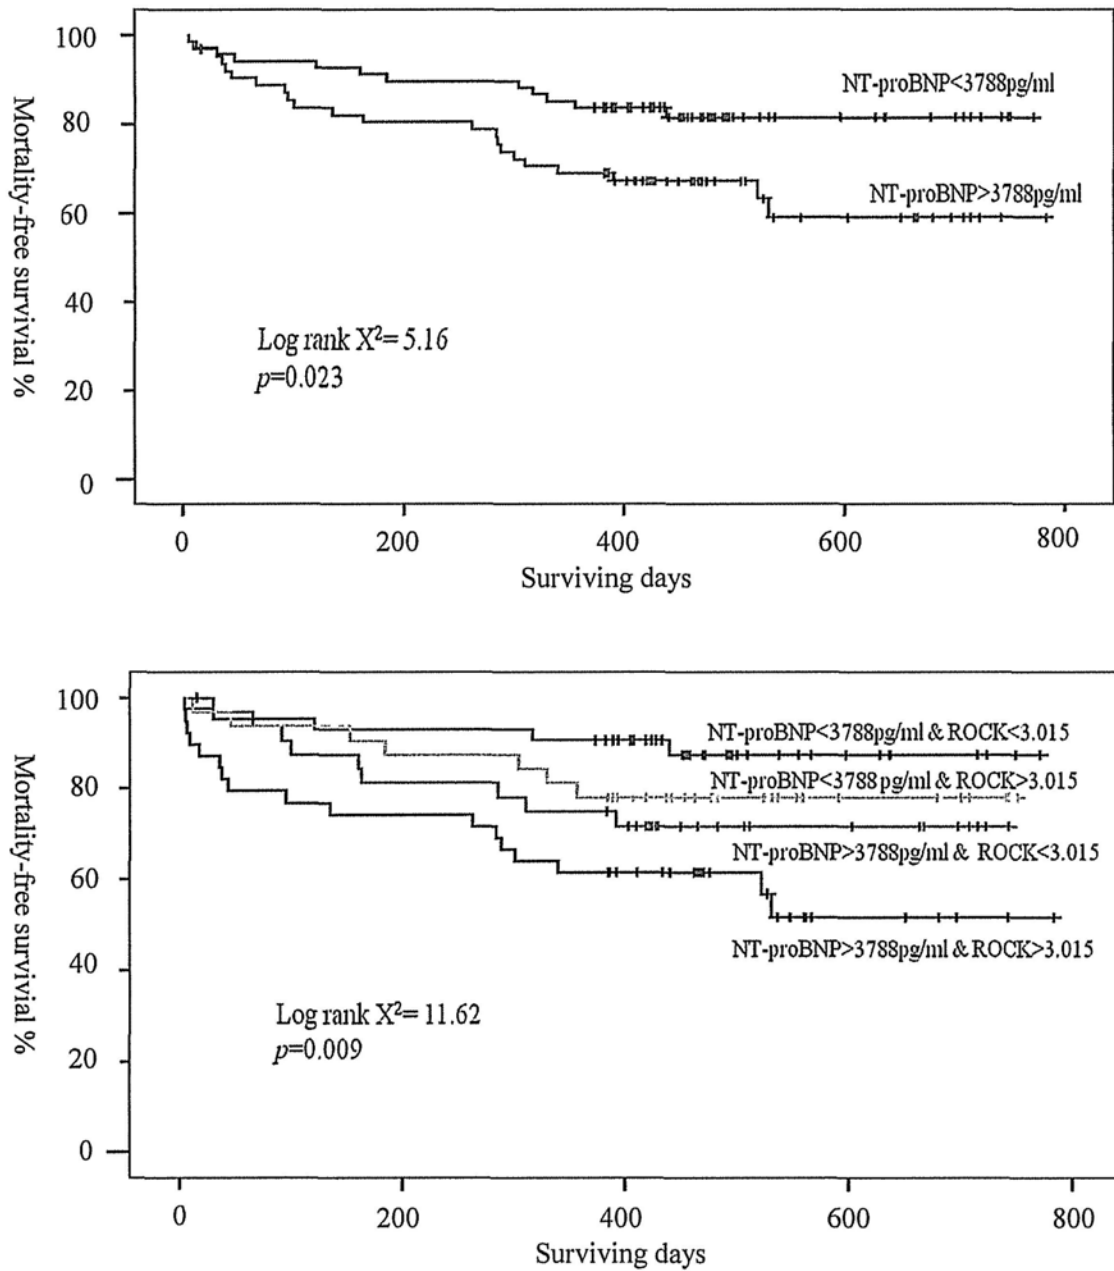 100
80
60
40
20
0
Mortality-free survivial %
NT-proBNP<3788pg/ml
NT-proBNP>3788pg/ml
Log rank X²= 5.16
p=0.023
0 200 400 600 800
Surviving days
100
80
60
40
20
0
Mortality-free survivial %
NT-proBNP<3788pg/ml & ROCK<3.015
NT-proBNP<3788 pg/ml & ROCK>3.015
NT-proBNP>3788pg/ml & ROCK<3.015
NT-proBNP>3788pg/ml & ROCK>3.015
Log rank X²= 11.62
p=0.009
0 200 400 600 800
Surviving days